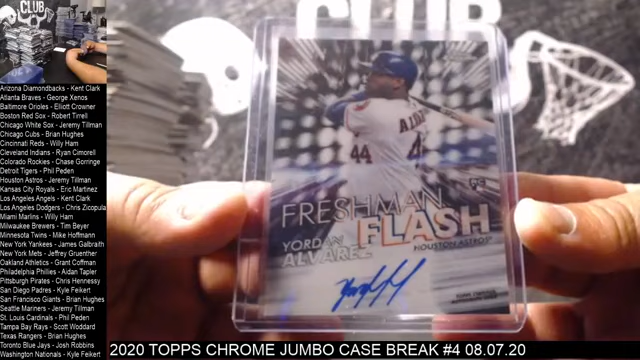 CLUB
CLUB
Arizona Diamondbacks - Kent Clark
Atlanta Braves - George Xenos
Baltimore Orioles - Elliott Crowner
Boston Red Sox - Robert Tirrell
Chicago White Sox - Jeremy Tillman
Chicago Cubs - Brian Hughes
Cincinnati Reds - Willy Ham
Cleveland Indians - Ryan Cimorell
Colorado Rockies - Chase Gorringe
Detroit Tigers - Phil Peden
Houston Astros - Jeremy Tillman
Kansas City Royals - Eric Martinez
Los Angeles Angels - Kent Clark
Los Angeles Dodgers - Chris Zicopula
Miami Marlins - Willy Ham
Milwaukee Brewers - Tim Beyer
Minnesota Twins - Mike Hoffmann
New York Yankees - James Galbraith
New York Mets - Jeffrey Gruenther
Oakland Athletics - Grant Coffman
Philadelphia Phillies - Aidan Tapler
Pittsburgh Pirates - Chris Hennessy
San Diego Padres - Kyle Feikert
San Francisco Giants - Brian Hughes
Seattle Mariners - Jeremy Tillman
St. Louis Cardinals - Phil Peden
Tampa Bay Rays - Scott Woddard
Texas Rangers - Brian Hughes
Toronto Blue Jays - Josh Robbins
Washington Nationals - Kyle Feikert
44
FRESHMAN
FLASH
YORDAN
ALVAREZ
HOUSTON ASTROS
2020 TOPPS CHROME JUMBO CASE BREAK #4 08.07.20